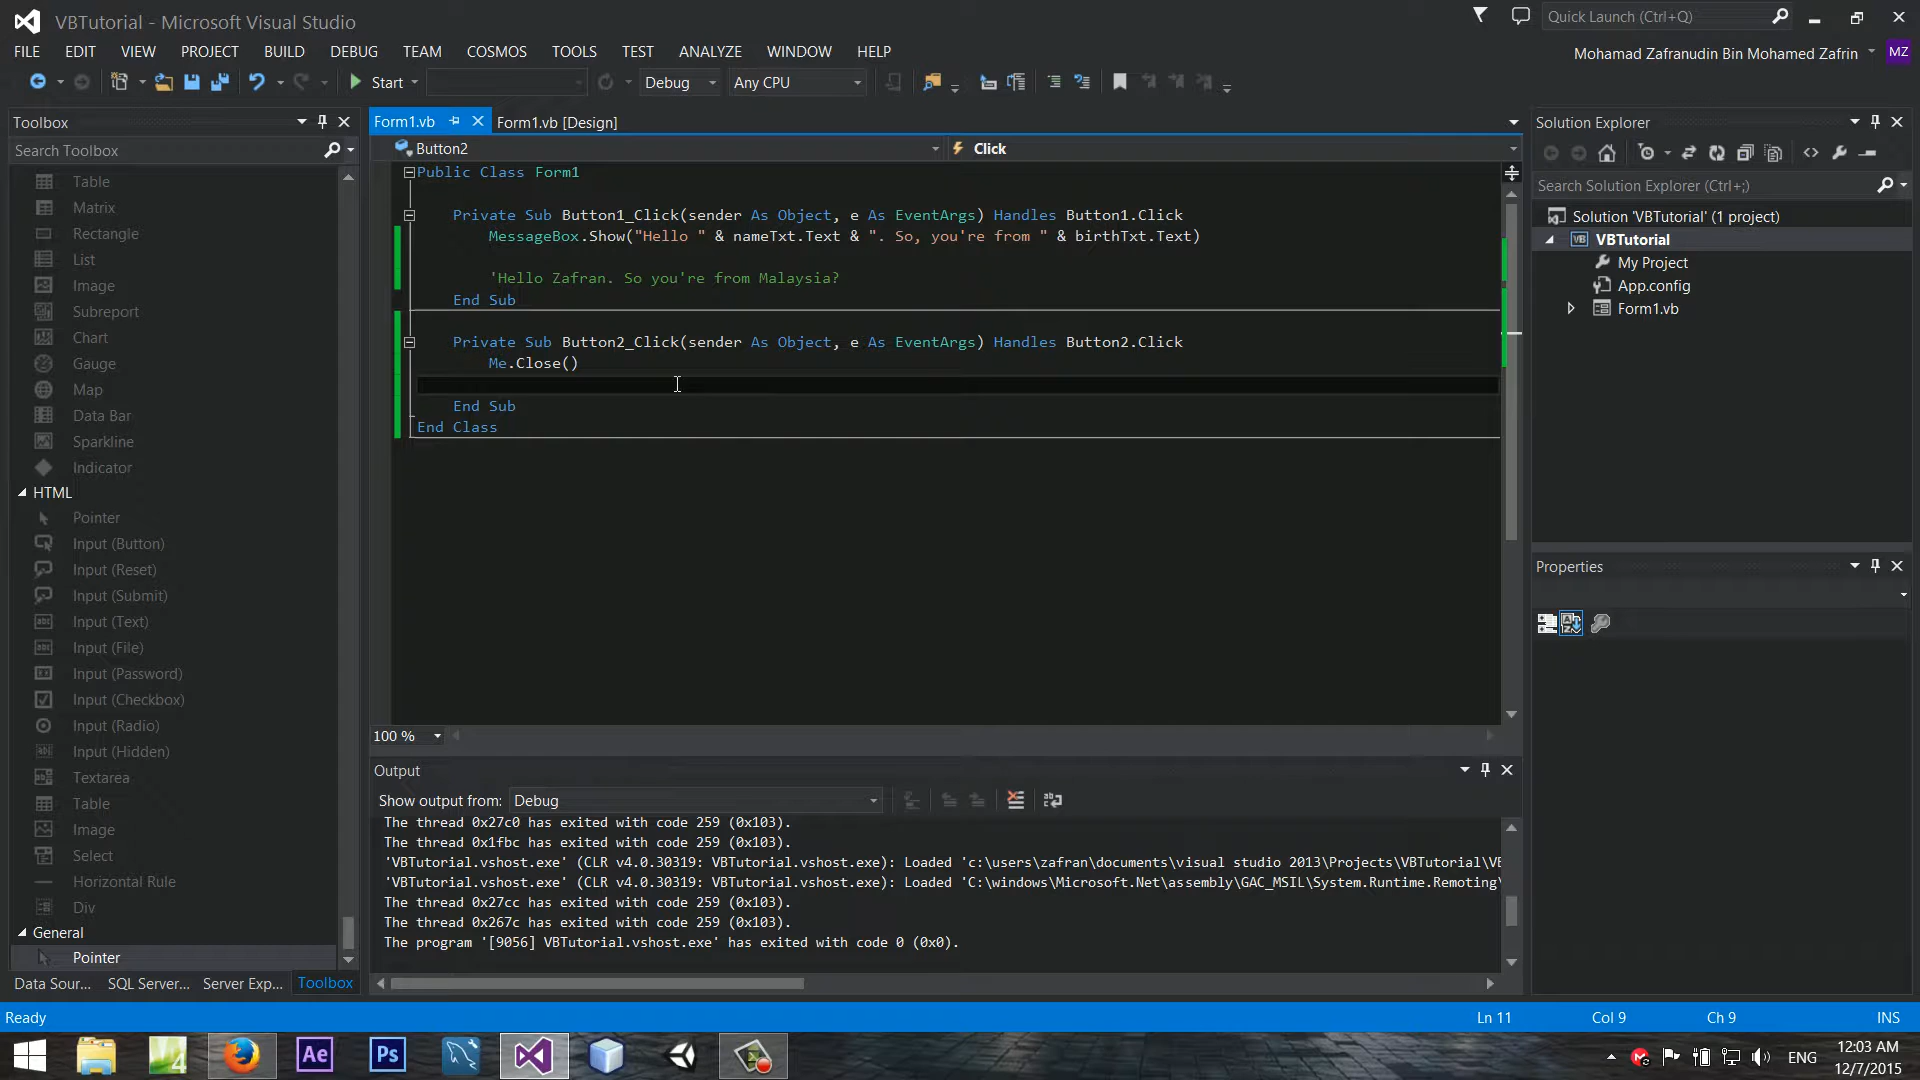 VBTutorial - Microsoft Visual Studio
Quick Launch (Ctrl+Q)
FILE EDIT VIEW PROJECT BUILD DEBUG TEAM COSMOS TOOLS TEST ANALYZE WINDOW HELP
Mohamad Zafranudin Bin Mohamed Zafrin MZ
Start Debug Any CPU
Toolbox
Search Toolbox
Table
Matrix
Rectangle
List
Image
Subreport
Chart
Gauge
Map
Data Bar
Sparkline
Indicator
HTML
Pointer
Input (Button)
Input (Reset)
Input (Submit)
Input (Text)
Input (File)
Input (Password)
Input (Checkbox)
Input (Radio)
Input (Hidden)
Textarea
Table
Image
Select
Horizontal Rule
Div
General
Pointer
Data Sour... SQL Server... Server Exp... Toolbox
Form1.vb Form1.vb [Design]
Button2 Click
Public Class Form1
Private Sub Button1_Click(sender As Object, e As EventArgs) Handles Button1.Click
MessageBox.Show("Hello " & nameTxt.Text & ". So, you're from " & birthTxt.Text)
'Hello Zafran. So you're from Malaysia?
End Sub
Private Sub Button2_Click(sender As Object, e As EventArgs) Handles Button2.Click
Me.Close()
End Sub
End Class
100 %
Output
Show output from: Debug
The thread 0x27c0 has exited with code 259 (0x103).
The thread 0x1fbc has exited with code 259 (0x103).
'VBTutorial.vshost.exe' (CLR v4.0.30319: VBTutorial.vshost.exe): Loaded 'c:\users\zafran\documents\visual studio 2013\Projects\VBTutorial\VB
'VBTutorial.vshost.exe' (CLR v4.0.30319: VBTutorial.vshost.exe): Loaded 'C:\windows\Microsoft.Net\assembly\GAC_MSIL\System.Runtime.Remoting\
The thread 0x27cc has exited with code 259 (0x103).
The thread 0x267c has exited with code 259 (0x103).
The program '[9056] VBTutorial.vshost.exe' has exited with code 0 (0x0).
Solution Explorer
Search Solution Explorer (Ctrl+;)
Solution 'VBTutorial' (1 project)
VB VBTutorial
My Project
App.config
Form1.vb
Properties
Ready Ln 11 Col 9 Ch 9 INS
4 Ae Ps
ENG
12:03 AM
12/7/2015